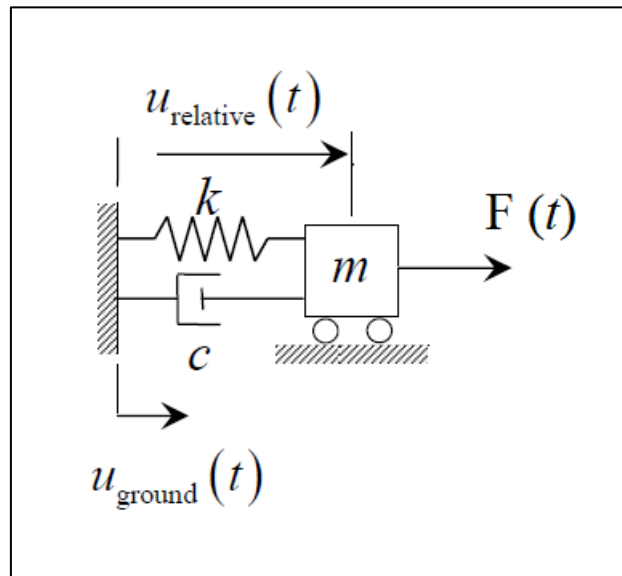 u_relative (t)
k
F (t)
m
c
u_ground (t)